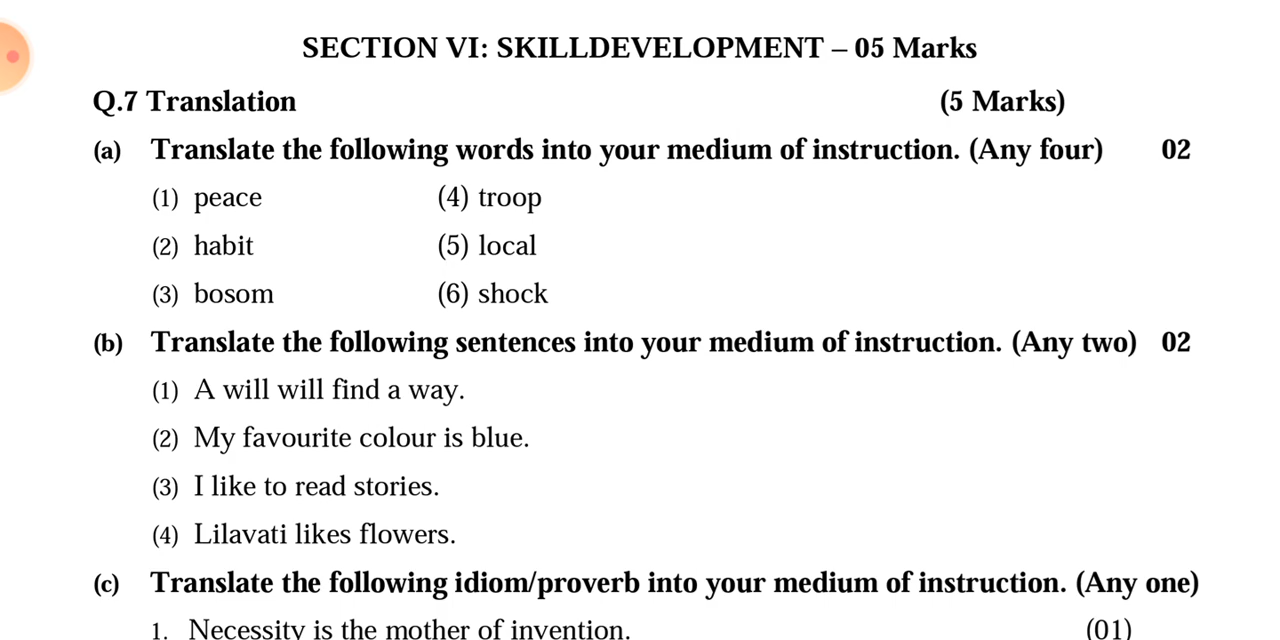 SECTION VI: SKILLDEVELOPMENT – 05 Marks
Q.7 Translation (5 Marks)
(a) Translate the following words into your medium of instruction. (Any four) 02
(1) peace (4) troop
(2) habit (5) local
(3) bosom (6) shock
(b) Translate the following sentences into your medium of instruction. (Any two) 02
(1) A will will find a way.
(2) My favourite colour is blue.
(3) I like to read stories.
(4) Lilavati likes flowers.
(c) Translate the following idiom/proverb into your medium of instruction. (Any one)
1. Necessity is the mother of invention. (01)